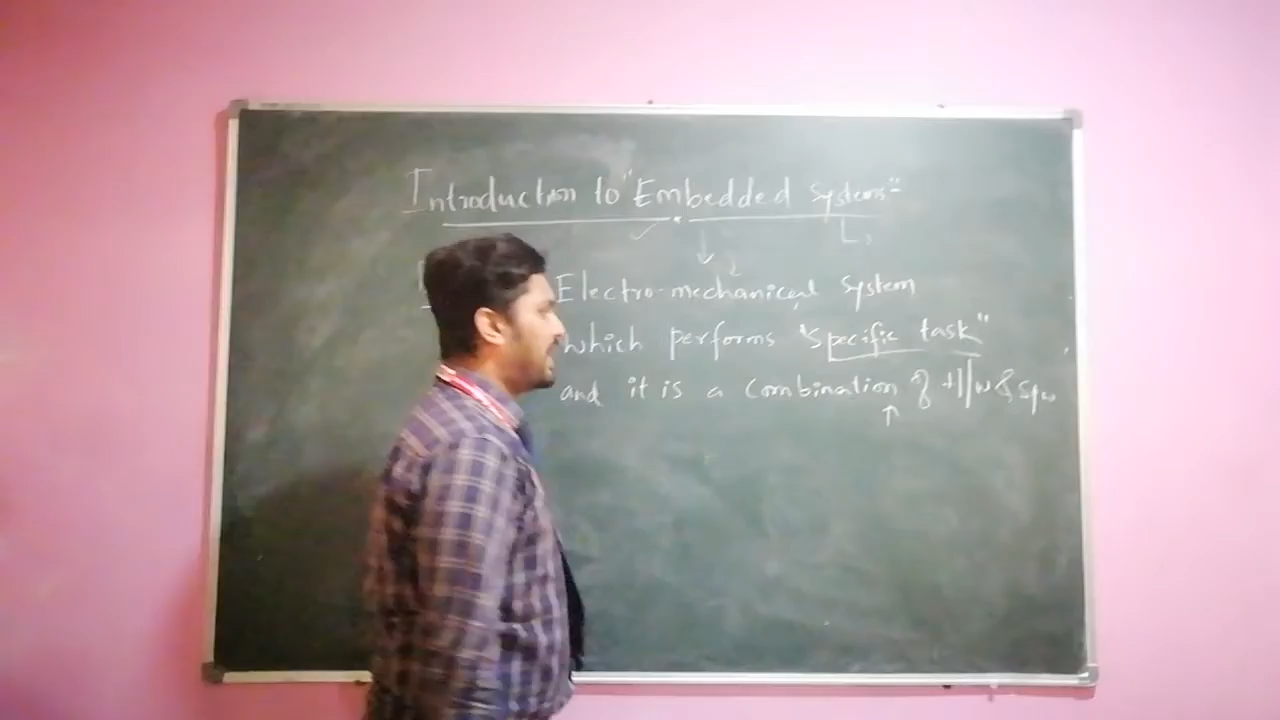 Introduction to "Embedded Systems"
Electro-mechanical System
which performs "specific task"
and it is a combination of H/w & S/w